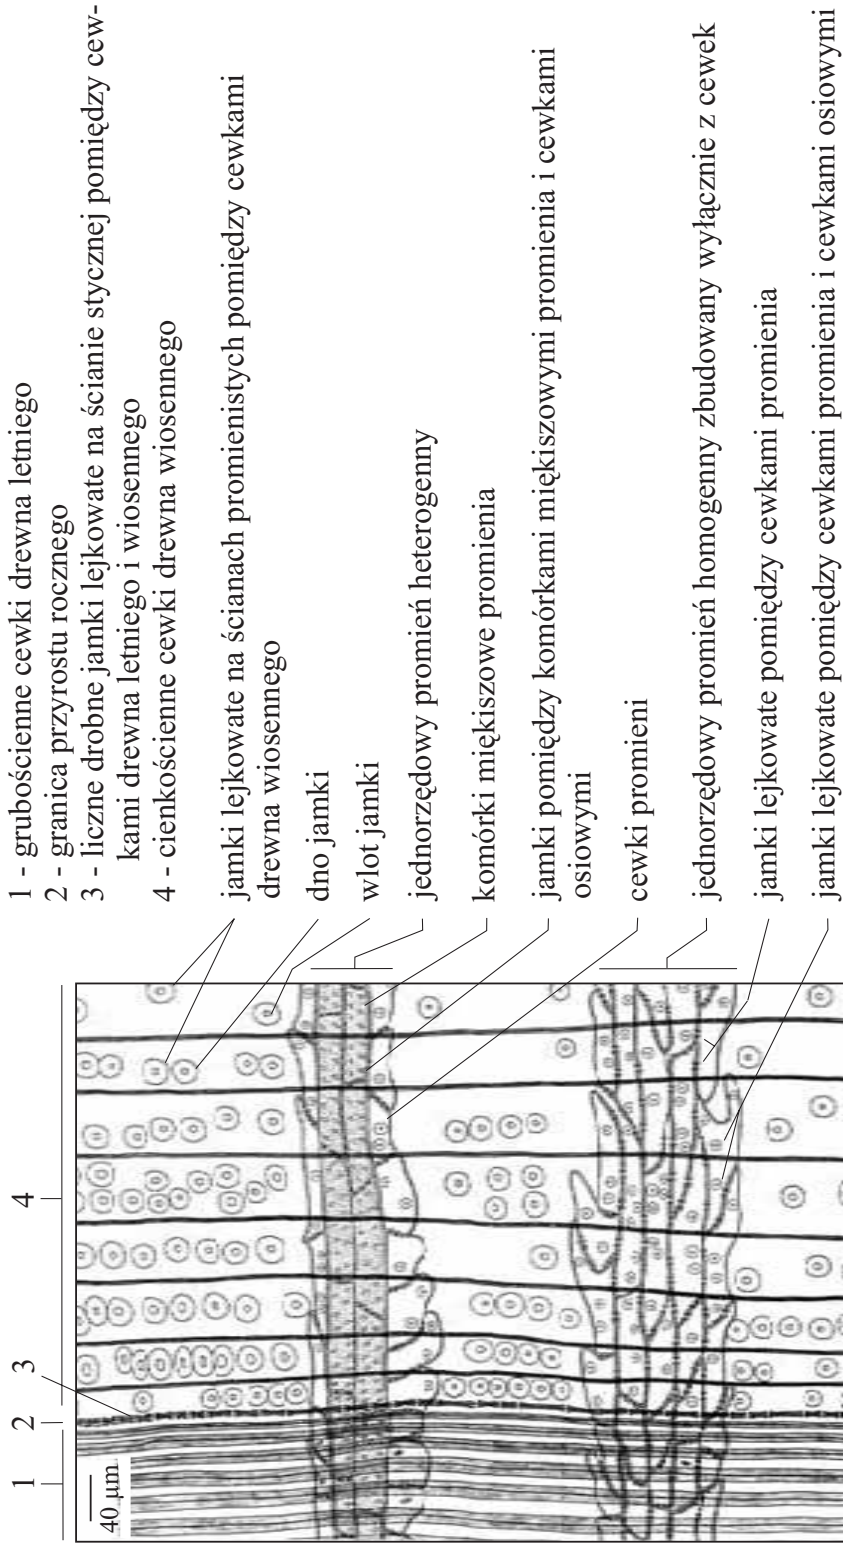 1 - grubościenne cewki drewna letniego
2 - granica przyrostu rocznego
3 - liczne drobne jamki lejkowate na ścianie stycznej pomiędzy cew-
kami drewna letniego i wiosennego
4 - cienkościenne cewki drewna wiosennego
jamki lejkowate na ścianach promienistych pomiędzy cewkami
drewna wiosennego
dno jamki
wlot jamki
jednorzędowy promień heterogenny
komórki miękiszowe promienia
jamki pomiędzy komórkami miękiszowymi promienia i cewkami
osiowymi
cewki promieni
jednorzędowy promień homogenny zbudowany wyłącznie z cewek
jamki lejkowate pomiędzy cewkami promienia
jamki lejkowate pomiędzy cewkami promienia i cewkami osiowymi
1
2
3
4
40 µm